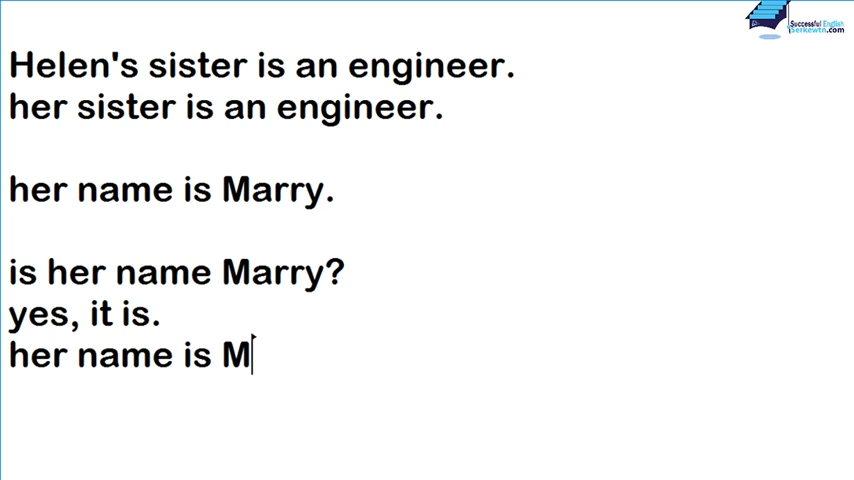 Successful English
Serkewtn.com
Helen's sister is an engineer.
her sister is an engineer.
her name is Marry.
is her name Marry?
yes, it is.
her name is M